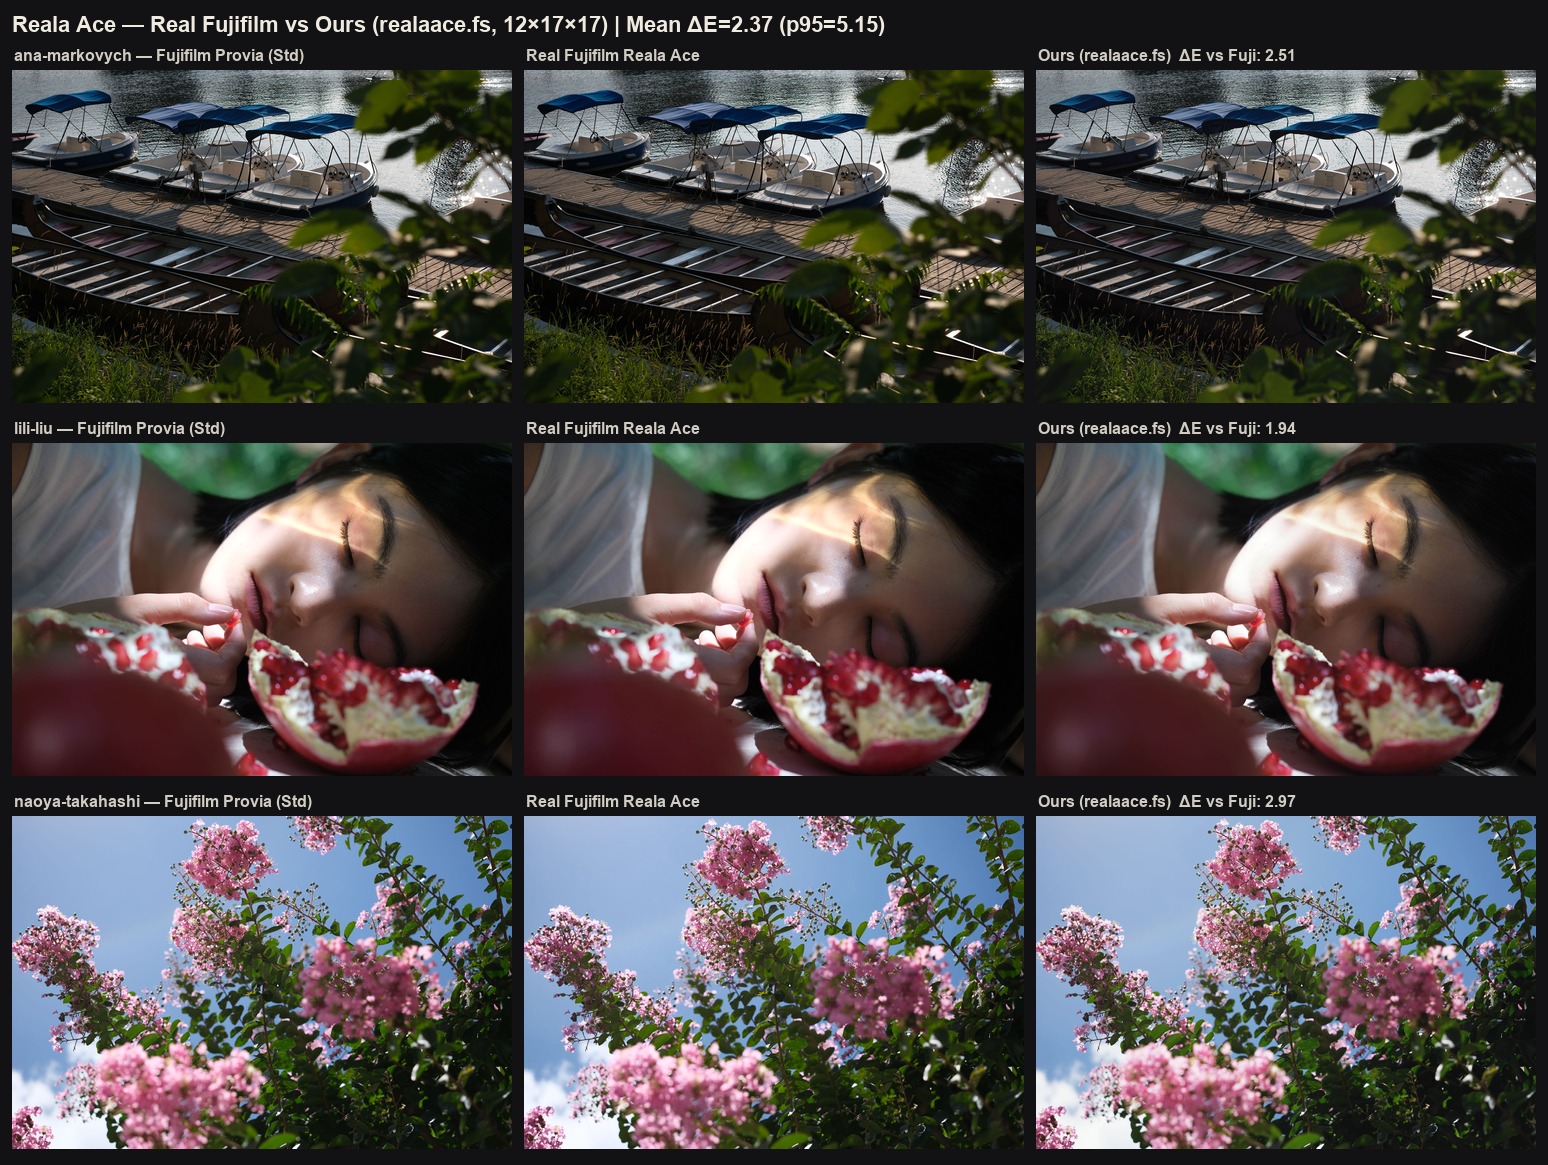 Reala Ace — Real Fujifilm vs Ours (realaace.fs, 12×17×17) | Mean ΔE=2.37 (p95=5.15)
ana-markovych — Fujifilm Provia (Std)
Real Fujifilm Reala Ace
Ours (realaace.fs)  ΔE vs Fuji: 2.51
lili-liu — Fujifilm Provia (Std)
Real Fujifilm Reala Ace
Ours (realaace.fs)  ΔE vs Fuji: 1.94
naoya-takahashi — Fujifilm Provia (Std)
Real Fujifilm Reala Ace
Ours (realaace.fs)  ΔE vs Fuji: 2.97